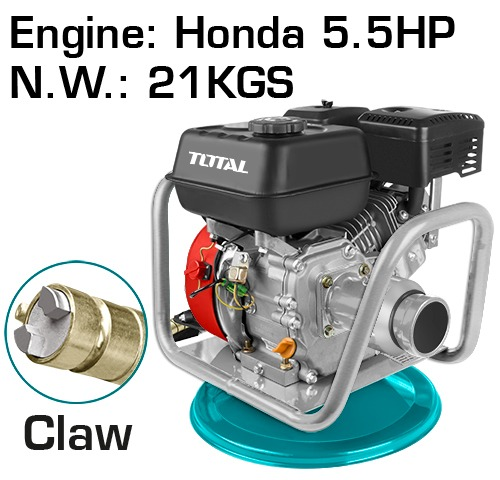 Engine: Honda 5.5HP
N.W.: 21KGS
TOTAL
Claw